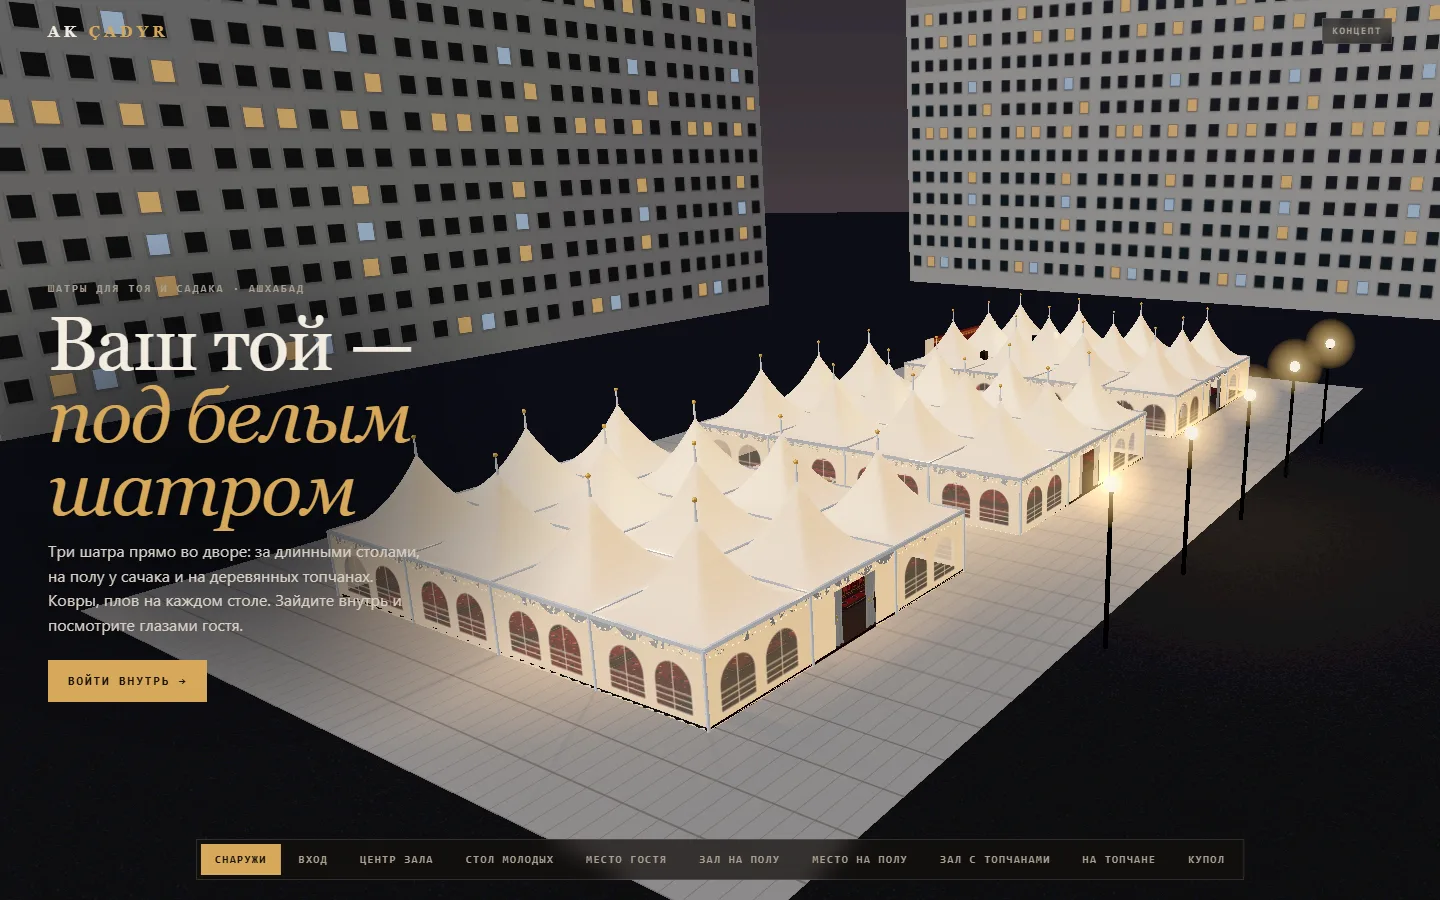 AK ÇADYR
КОНЦЕПТ
ШАТРЫ ДЛЯ ТОЯ И САДАКА · АШХАБАД
Ваш той —
под белым
шатром
Три шатра прямо во дворе: за длинными столами,
на полу у сачака и на деревянных топчанах.
Ковры, плов на каждом столе. Зайдите внутрь и
посмотрите глазами гостя.
ВОЙТИ ВНУТРЬ →
СНАРУЖИ ВХОД ЦЕНТР ЗАЛА СТОЛ МОЛОДЫХ МЕСТО ГОСТЯ ЗАЛ НА ПОЛУ МЕСТО НА ПОЛУ ЗАЛ С ТОПЧАНАМИ НА ТОПЧАНЕ КУПОЛ